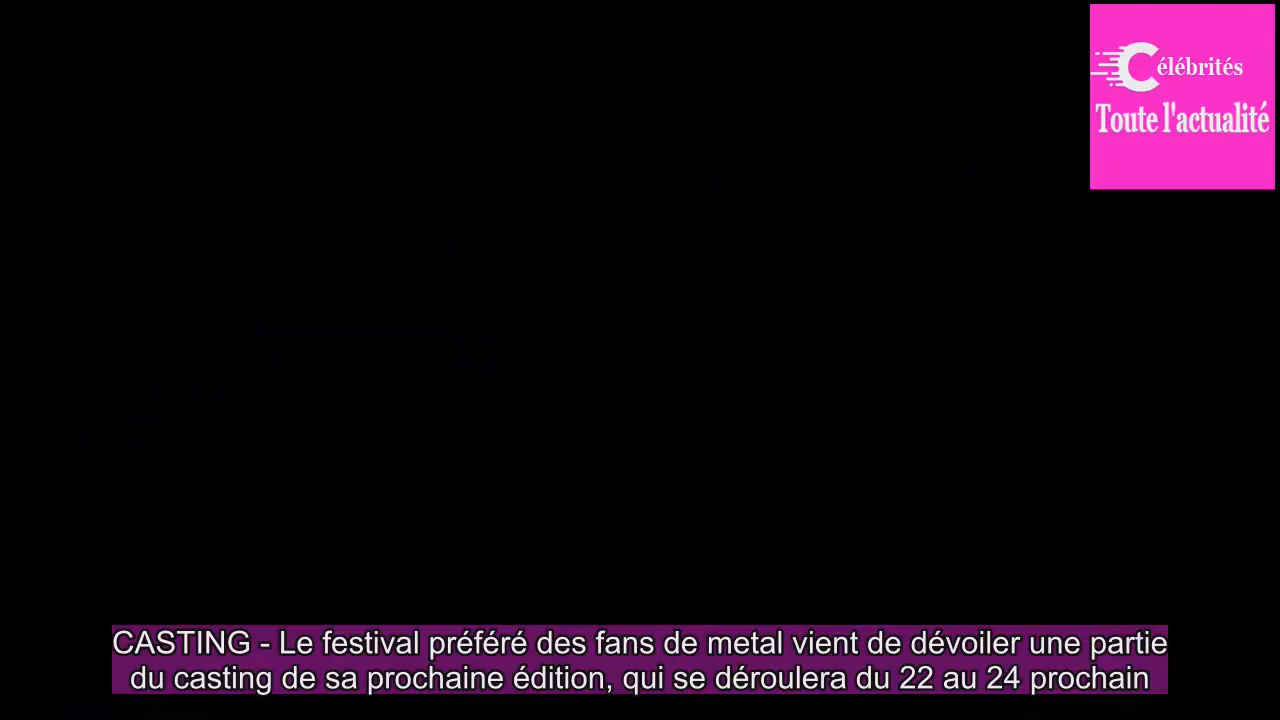 Célébrités
Toute l'actualité
CASTING - Le festival préféré des fans de metal vient de dévoiler une partie
du casting de sa prochaine édition, qui se déroulera du 22 au 24 prochain